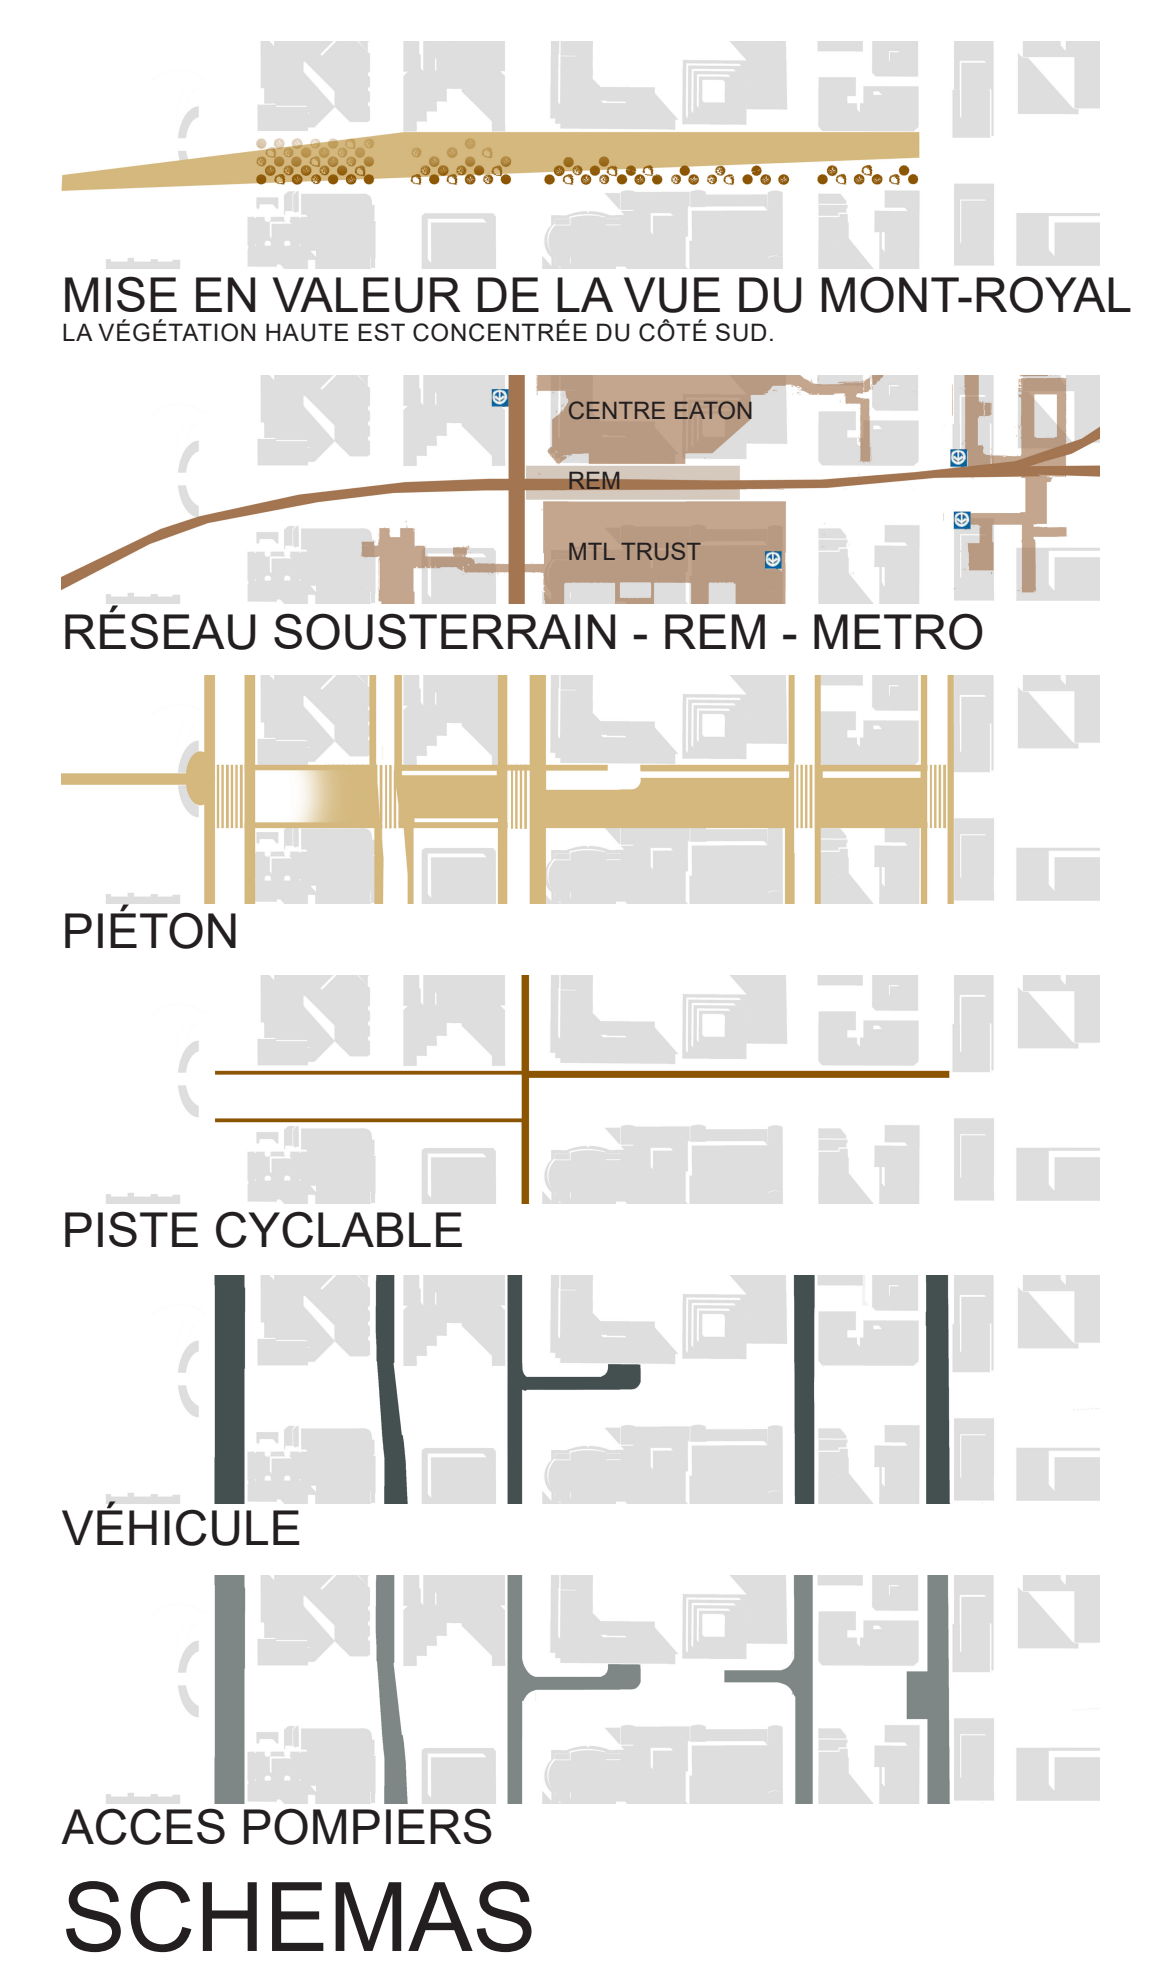 MISE EN VALEUR DE LA VUE DU MONT-ROYAL
LA VÉGÉTATION HAUTE EST CONCENTRÉE DU CÔTÉ SUD.
CENTRE EATON
REM
MTL TRUST
RÉSEAU SOUSTERRAIN - REM - METRO
PIÉTON
PISTE CYCLABLE
VÉHICULE
ACCES POMPIERS
SCHEMAS